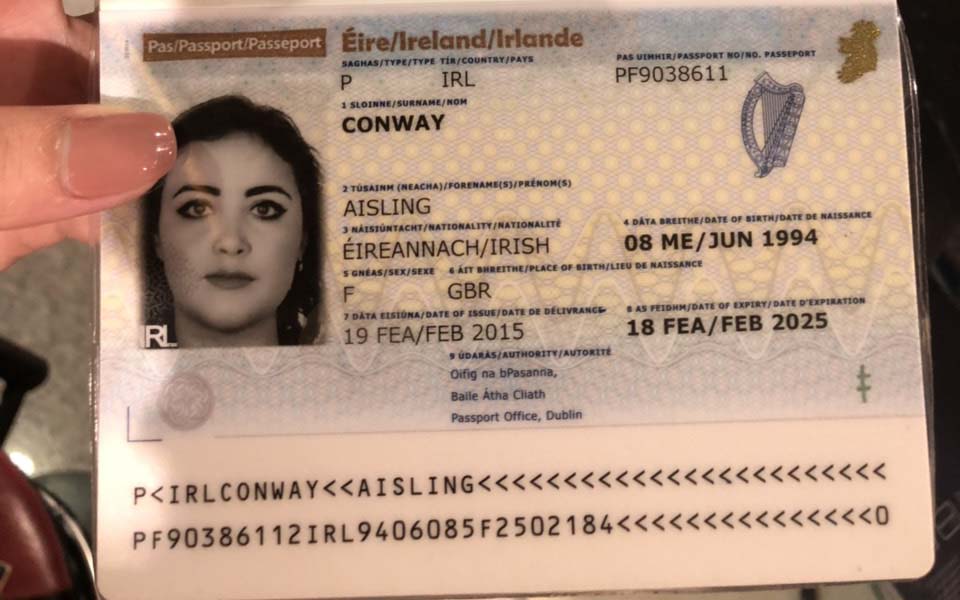 Pas/Passport/Passeport
Éire/Ireland/Irlande
SAGHAS/TYPE/TYPE TÍR/COUNTRY/PAYS
PAS UIMHIR/PASSPORT NO/NO. PASSEPORT
P IRL
PF9038611
1 SLOINNE/SURNAME/NOM
CONWAY
2 TÚSAINM (NEACHA)/FORENAME(S)/PRÉNOM(S)
AISLING
3 NÁISIÚNTACHT/NATIONALITY/NATIONALITÉ
4 DÁTA BREITHE/DATE OF BIRTH/DATE DE NAISSANCE
ÉIREANNACH/IRISH
08 ME/JUN 1994
5 GNÉAS/SEX/SEXE 6 ÁIT BHREITHE/PLACE OF BIRTH/LIEU DE NAISSANCE
F GBR
7 DÁTA EISIÚNA/DATE OF ISSUE/DATE DE DÉLIVRANCE
8 AS FEIDHM/DATE OF EXPIRY/DATE D'EXPIRATION
19 FEA/FEB 2015
18 FEA/FEB 2025
9 ÚDARÁS/AUTHORITY/AUTORITÉ
Oifig na bPasanna,
Baile Átha Cliath
Passport Office, Dublin
P<IRLCONWAY<<AISLING<<<<<<<<<<<<<<<<<<<<<<<<
PF90386112IRL9406085F2502184<<<<<<<<<<<<<<<0